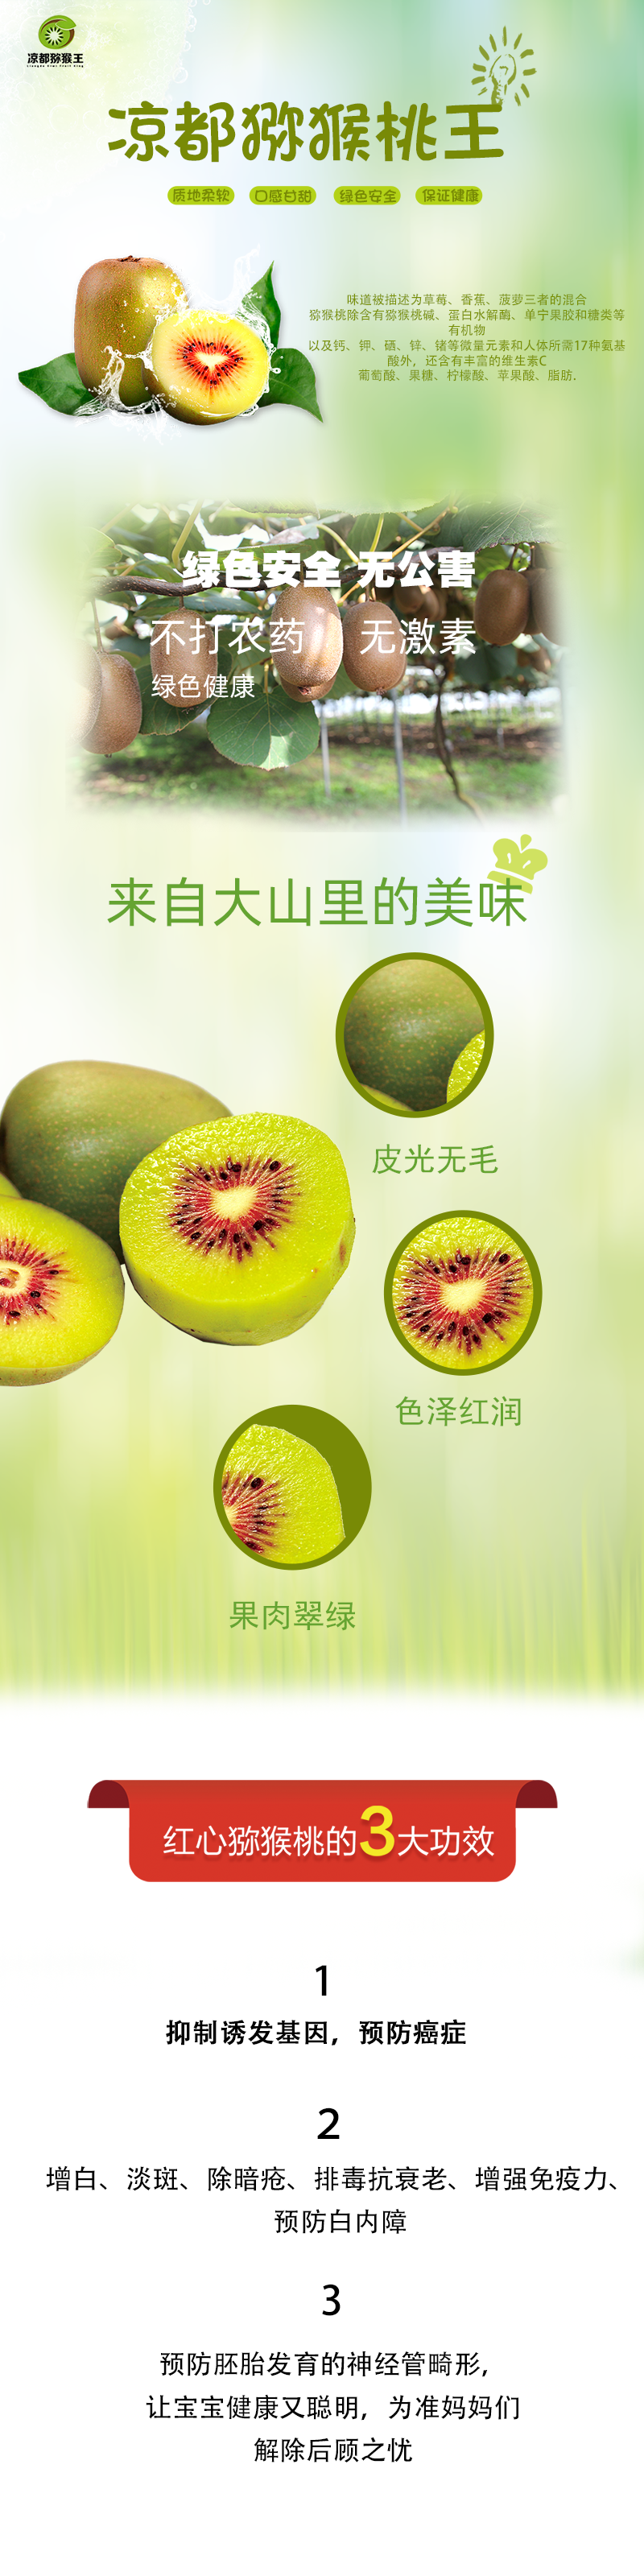 凉都猕猴王
凉都猕猴桃王
质地柔软 口感甘甜 绿色安全 保证健康
味道被描述为草莓、香蕉、菠萝三者的混合
猕猴桃除含有猕猴桃碱、蛋白水解酶、单宁果胶和糖类等
有机物
以及钙、钾、硒、锌、锗等微量元素和人体所需17种氨基
酸外，还含有丰富的维生素C
葡萄酸、果糖、柠檬酸、苹果酸、脂肪.
绿色安全 无公害
不打农药 无激素
绿色健康
来自大山里的美味
皮光无毛
色泽红润
果肉翠绿
红心猕猴桃的3大功效
1
抑制诱发基因，预防癌症
2
增白、淡斑、除暗疮、排毒抗衰老、增强免疫力、
预防白内障
3
预防胚胎发育的神经管畸形,
让宝宝健康又聪明，为准妈妈们
解除后顾之忧